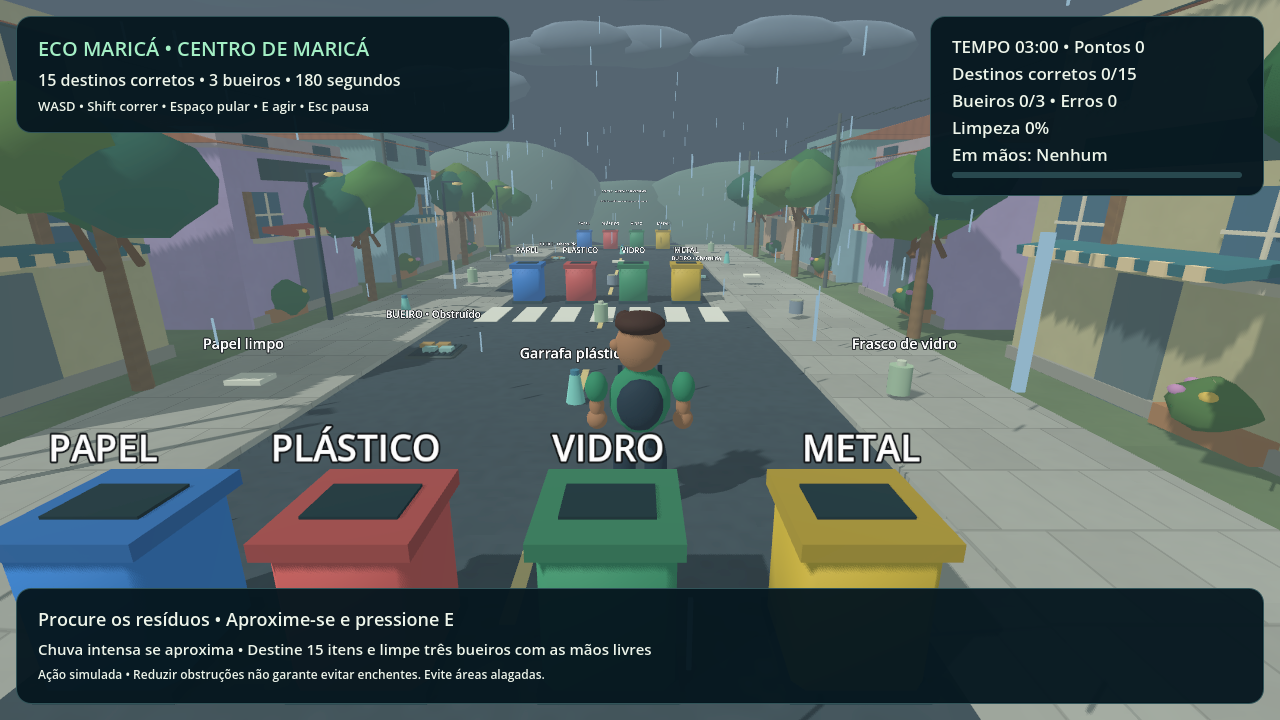 ECO MARICÁ • CENTRO DE MARICÁ
15 destinos corretos • 3 bueiros • 180 segundos
WASD • Shift correr • Espaço pular • E agir • Esc pausa
TEMPO 03:00 • Pontos 0
Destinos corretos 0/15
Bueiros 0/3 • Erros 0
Limpeza 0%
Em mãos: Nenhum
PAPEL PLÁSTICO VIDRO METAL
BUEIRO • Obstruído
Papel limpo
Garrafa plástic
Frasco de vidro
PAPEL PLÁSTICO VIDRO METAL
Procure os resíduos • Aproxime-se e pressione E
Chuva intensa se aproxima • Destine 15 itens e limpe três bueiros com as mãos livres
Ação simulada • Reduzir obstruções não garante evitar enchentes. Evite áreas alagadas.